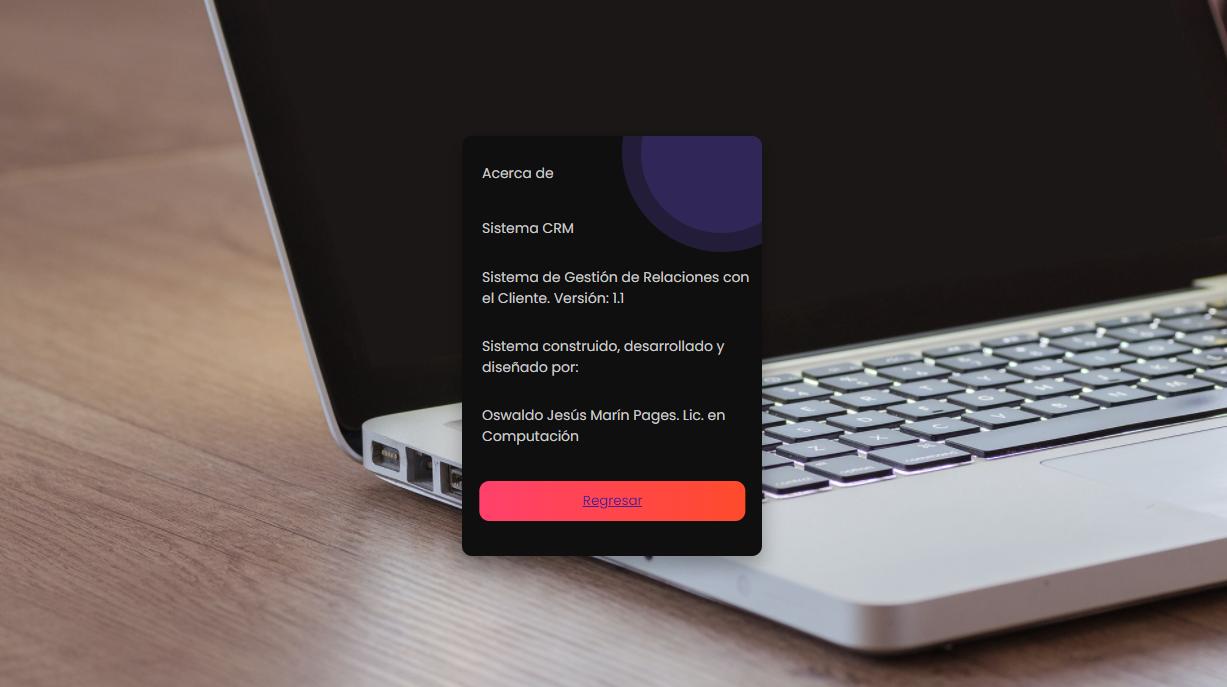 Acerca de
Sistema CRM
Sistema de Gestión de Relaciones con
el Cliente. Versión: 1.1
Sistema construido, desarrollado y
diseñado por:
Oswaldo Jesús Marín Pages. Lic. en
Computación
Regresar